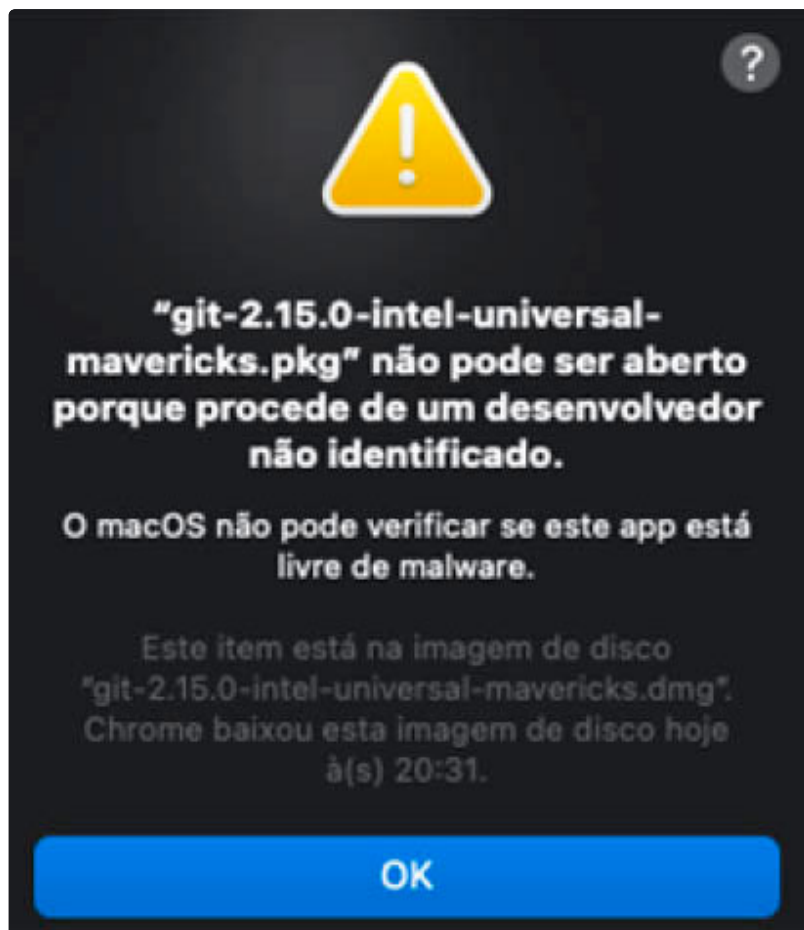 ?
"git-2.15.0-intel-universal-
mavericks.pkg" não pode ser aberto
porque procede de um desenvolvedor
não identificado.
O macOS não pode verificar se este app está
livre de malware.
Este item está na imagem de disco
"git-2.15.0-intel-universal-mavericks.dmg".
Chrome baixou esta imagem de disco hoje
à(s) 20:31.
OK